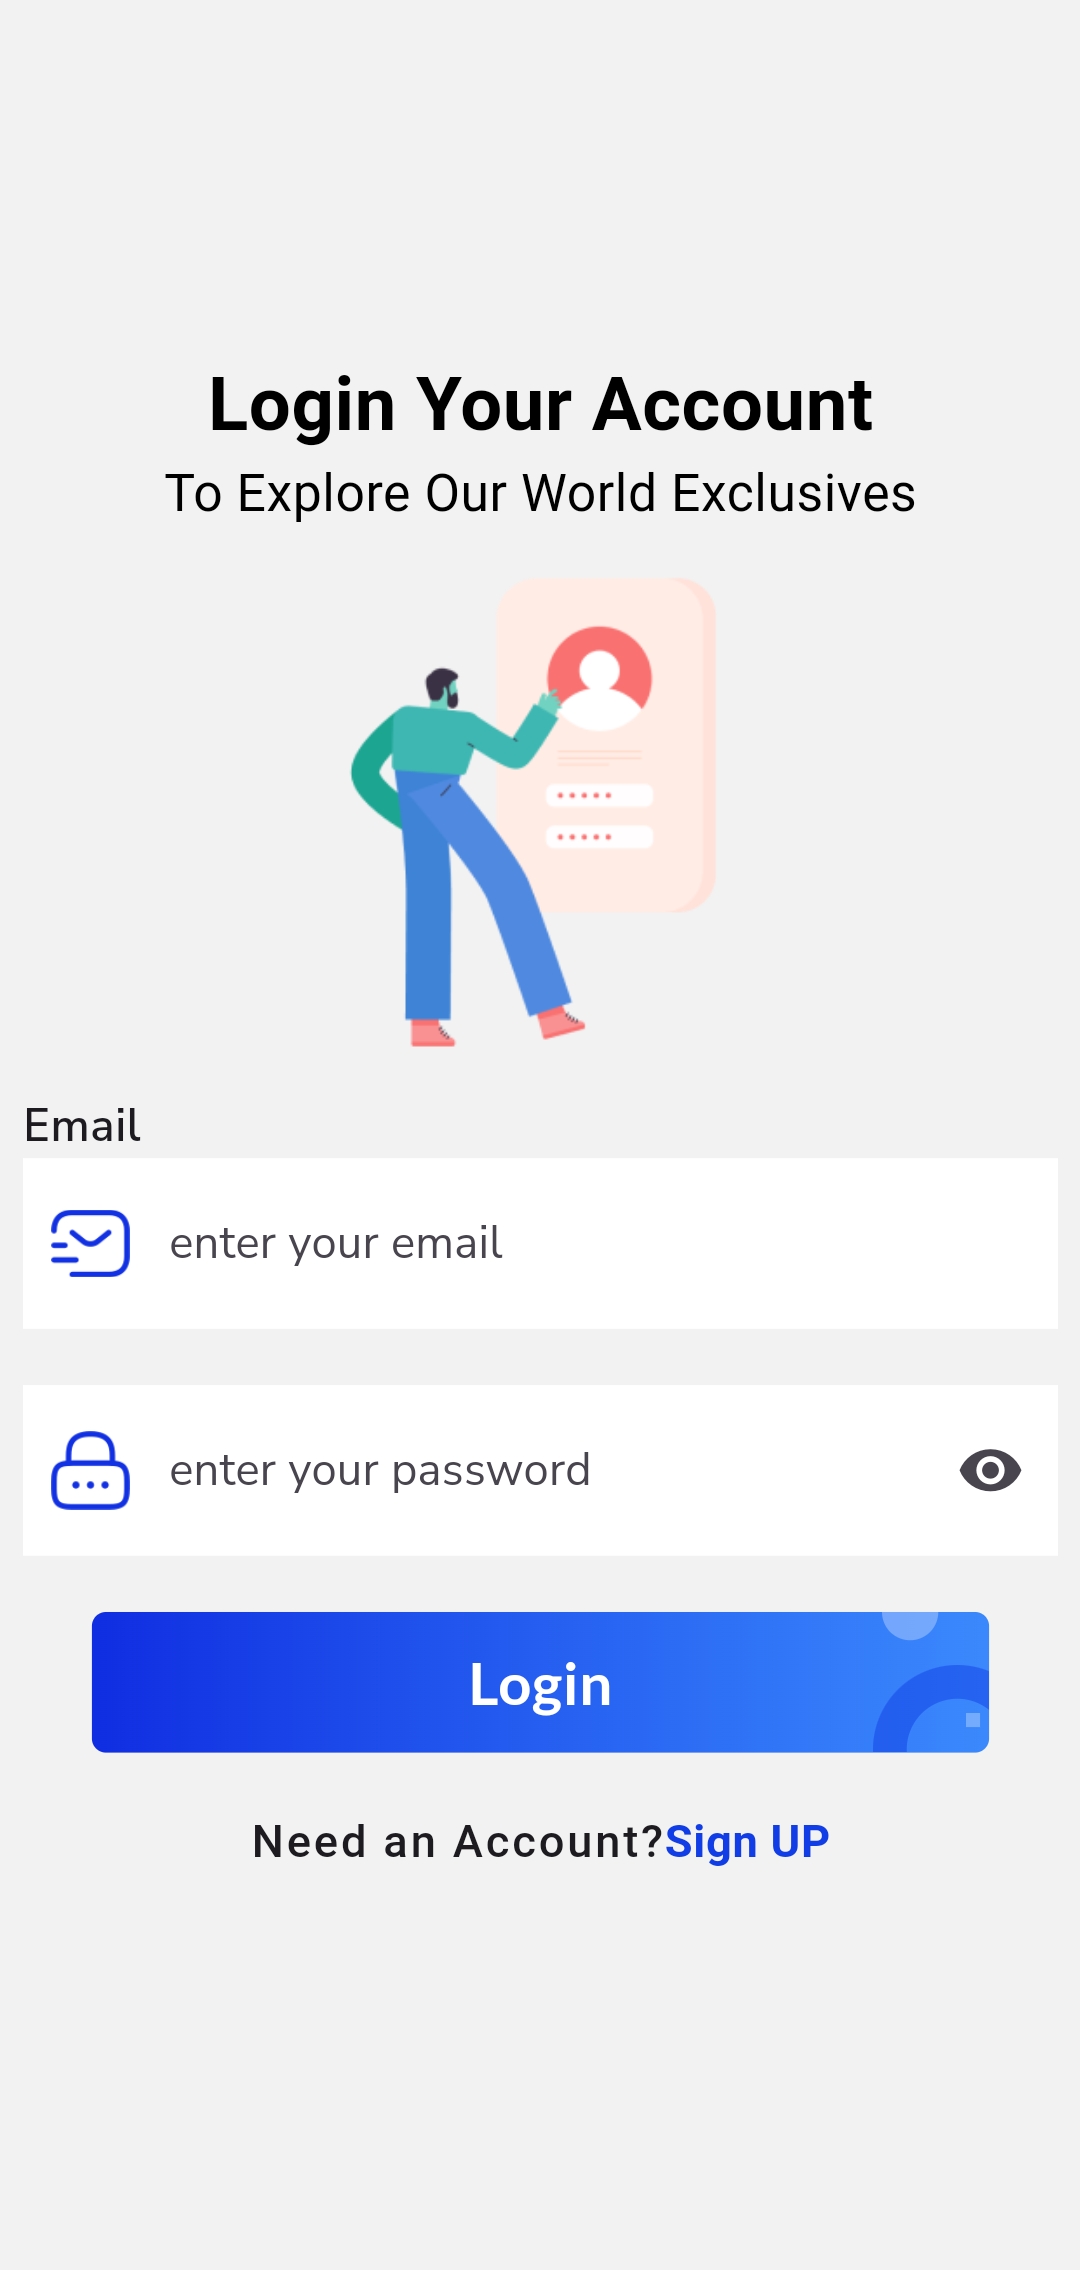 Login Your Account
To Explore Our World Exclusives
Email
enter your email
enter your password
Login
Need an Account?Sign UP